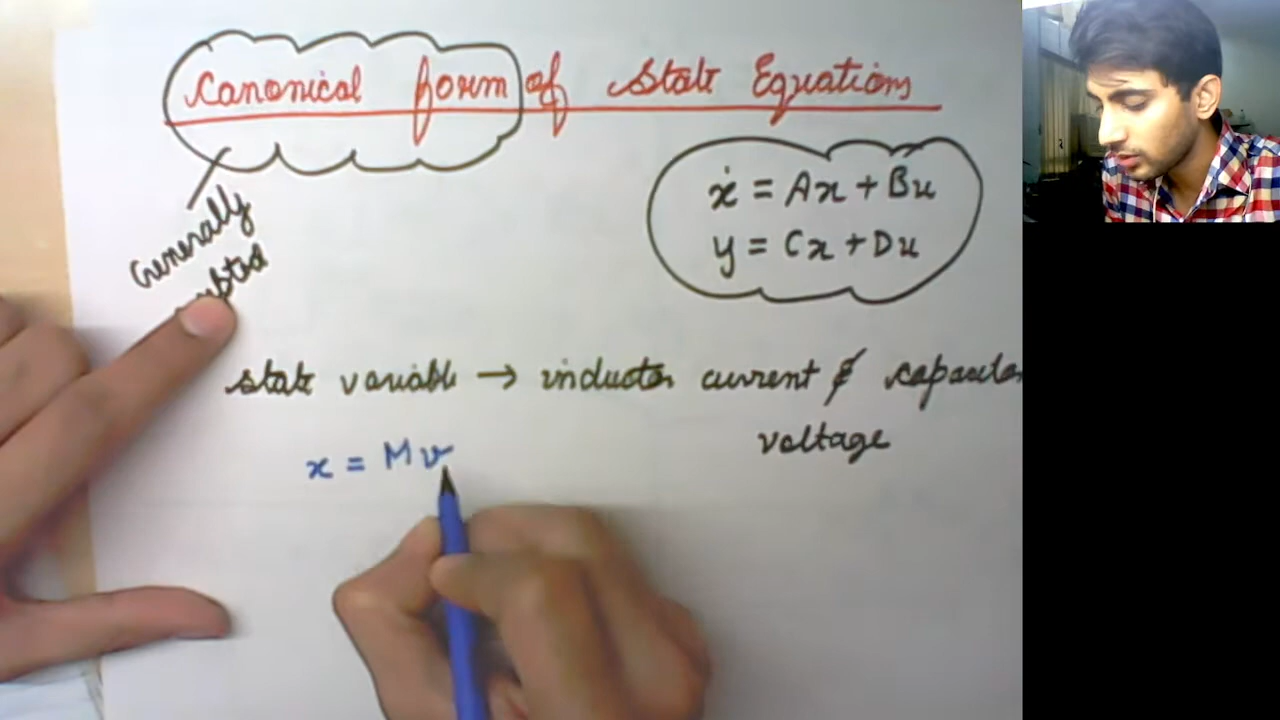 Canonical form of State Equations
ẋ = Ax + Bu
y = Cx + Du
Generally
state variable → inductor current & capacitor
voltage
x = Mv